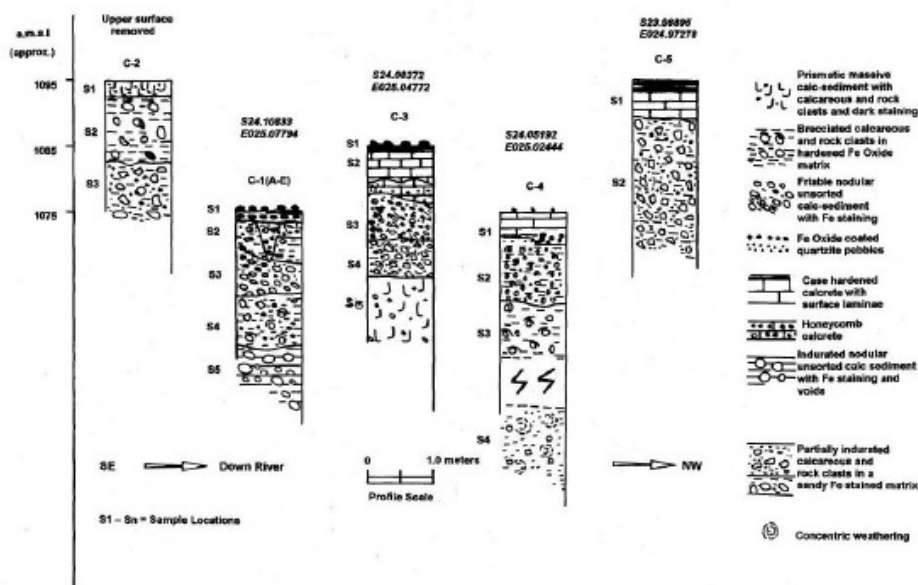 a.m.s.l
(approx.)
1095
1085
1075
Upper surface
removed
C-2
S1
S2
S3
S24.10833
E025.07794
C-1(A-E)
S1
S2
S3
S4
S5
S24.08372
E025.04772
C-3
S1
S2
S3
S4
S24.05192
E025.02444
C-4
S1
S2
S3
S4
E024.97278
C-5
S1
S2
SE
Down River
0 1.0 meters
Profile Scale
NW
S1 – Sn = Sample Locations
Prismatic massive
calc-sediment with
calcareous and rock
clasts and dark staining
Brecciated calcareous
and rock clasts in
hardened Fe Oxide
matrix
Friable nodular
unsorted
calc-sediment with
Fe staining
Fe Oxide coated
quartzite pebbles
Case hardened
calcrete with
surface laminae
Honeycomb
calcrete
Indurated nodular
unsorted calc sediment
with Fe staining and
voids
Partially indurated
calcareous and
rock clasts in a
sandy Fe stained matrix
Concentric weathering